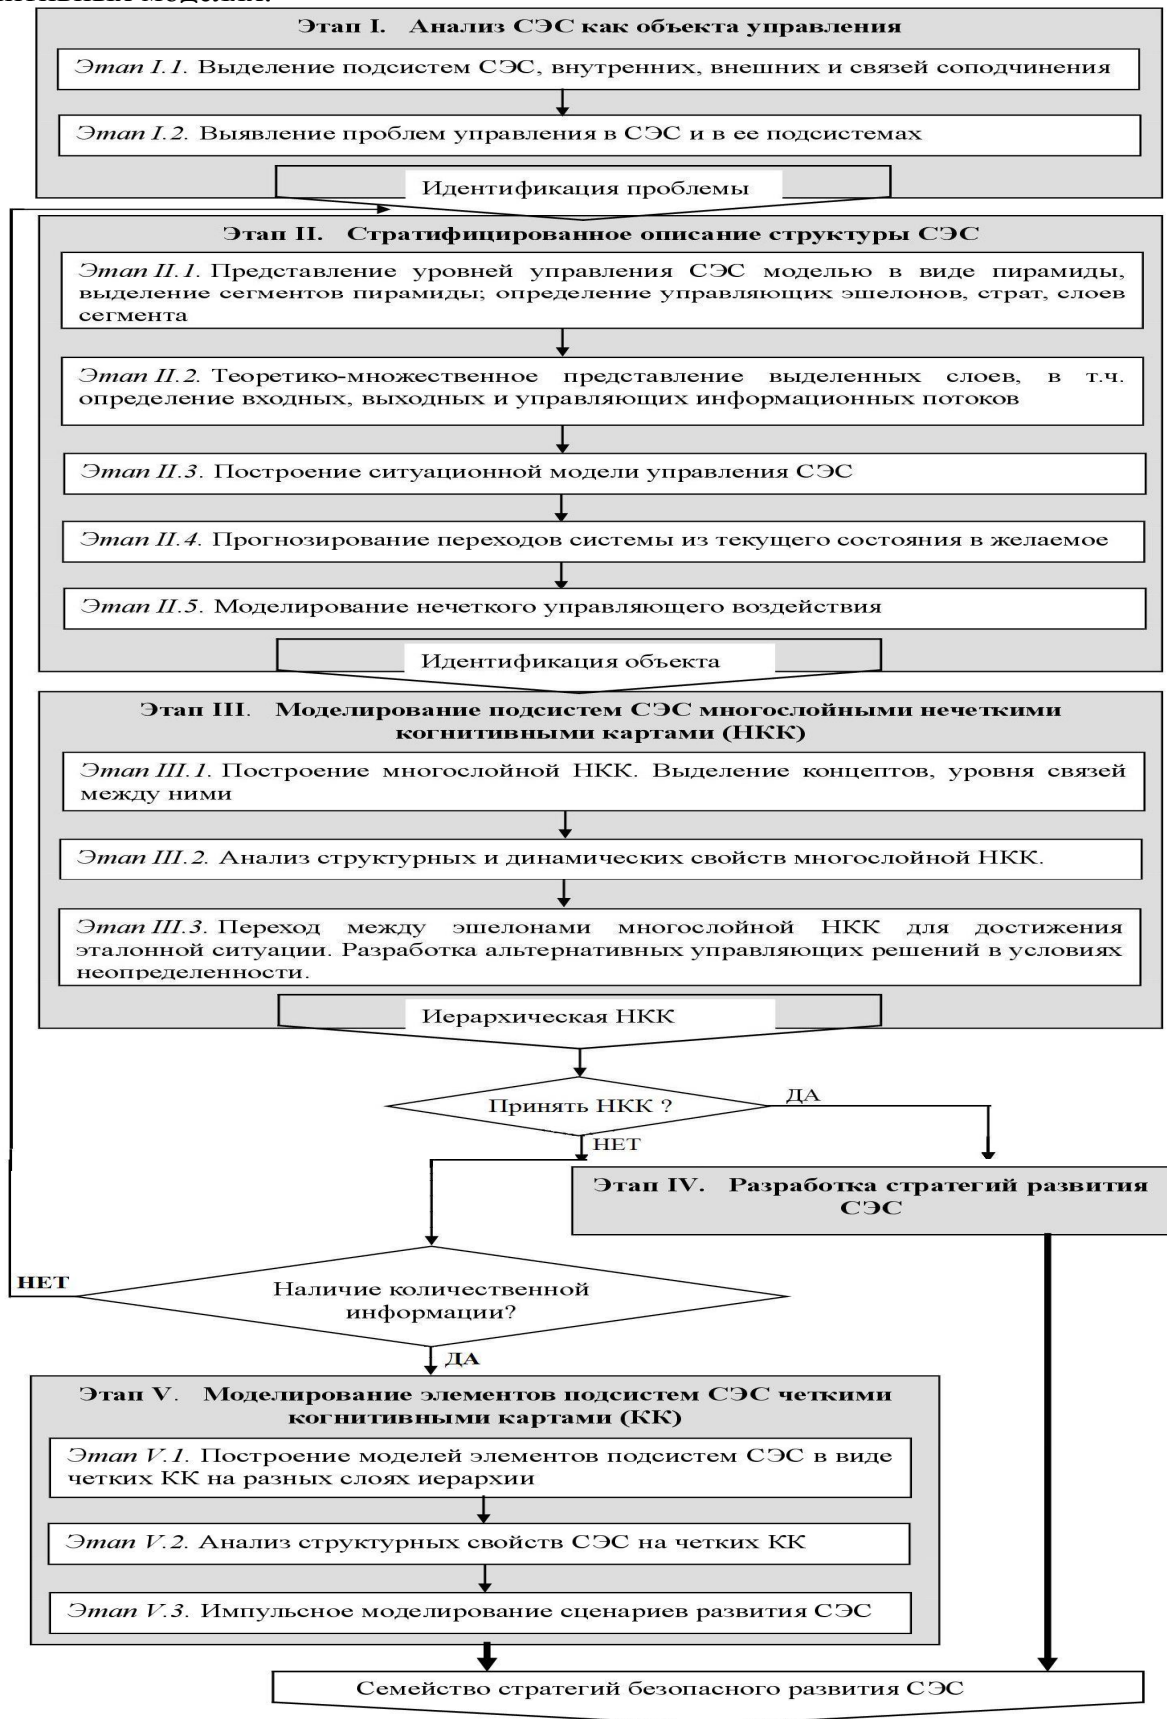 Этап I. Анализ СЭС как объекта управления
Этап I.1. Выделение подсистем СЭС, внутренних, внешних и связей соподчинения
Этап I.2. Выявление проблем управления в СЭС и в ее подсистемах
Идентификация проблемы
Этап II. Стратифицированное описание структуры СЭС
Этап II.1. Представление уровней управления СЭС моделью в виде пирамиды,
выделение сегментов пирамиды; определение управляющих эшелонов, страт, слоев
сегмента
Этап II.2. Теоретико-множественное представление выделенных слоев, в т.ч.
определение входных, выходных и управляющих информационных потоков
Этап II.3. Построение ситуационной модели управления СЭС
Этап II.4. Прогнозирование переходов системы из текущего состояния в желаемое
Этап II.5. Моделирование нечеткого управляющего воздействия
Идентификация объекта
Этап III. Моделирование подсистем СЭС многослойными нечеткими
когнитивными картами (НКК)
Этап III.1. Построение многослойной НКК. Выделение концептов, уровня связей
между ними
Этап III.2. Анализ структурных и динамических свойств многослойной НКК.
Этап III.3. Переход между эшелонами многослойной НКК для достижения
эталонной ситуации. Разработка альтернативных управляющих решений в условиях
неопределенности.
Иерархическая НКК
Принять НКК ?
ДА
НЕТ
Этап IV. Разработка стратегий развития
СЭС
НЕТ
Наличие количественной
информации?
ДА
Этап V. Моделирование элементов подсистем СЭС четкими
когнитивными картами (КК)
Этап V.1. Построение моделей элементов подсистем СЭС в виде
четких КК на разных слоях иерархии
Этап V.2. Анализ структурных свойств СЭС на четких КК
Этап V.3. Импульсное моделирование сценариев развития СЭС
Семейство стратегий безопасного развития СЭС